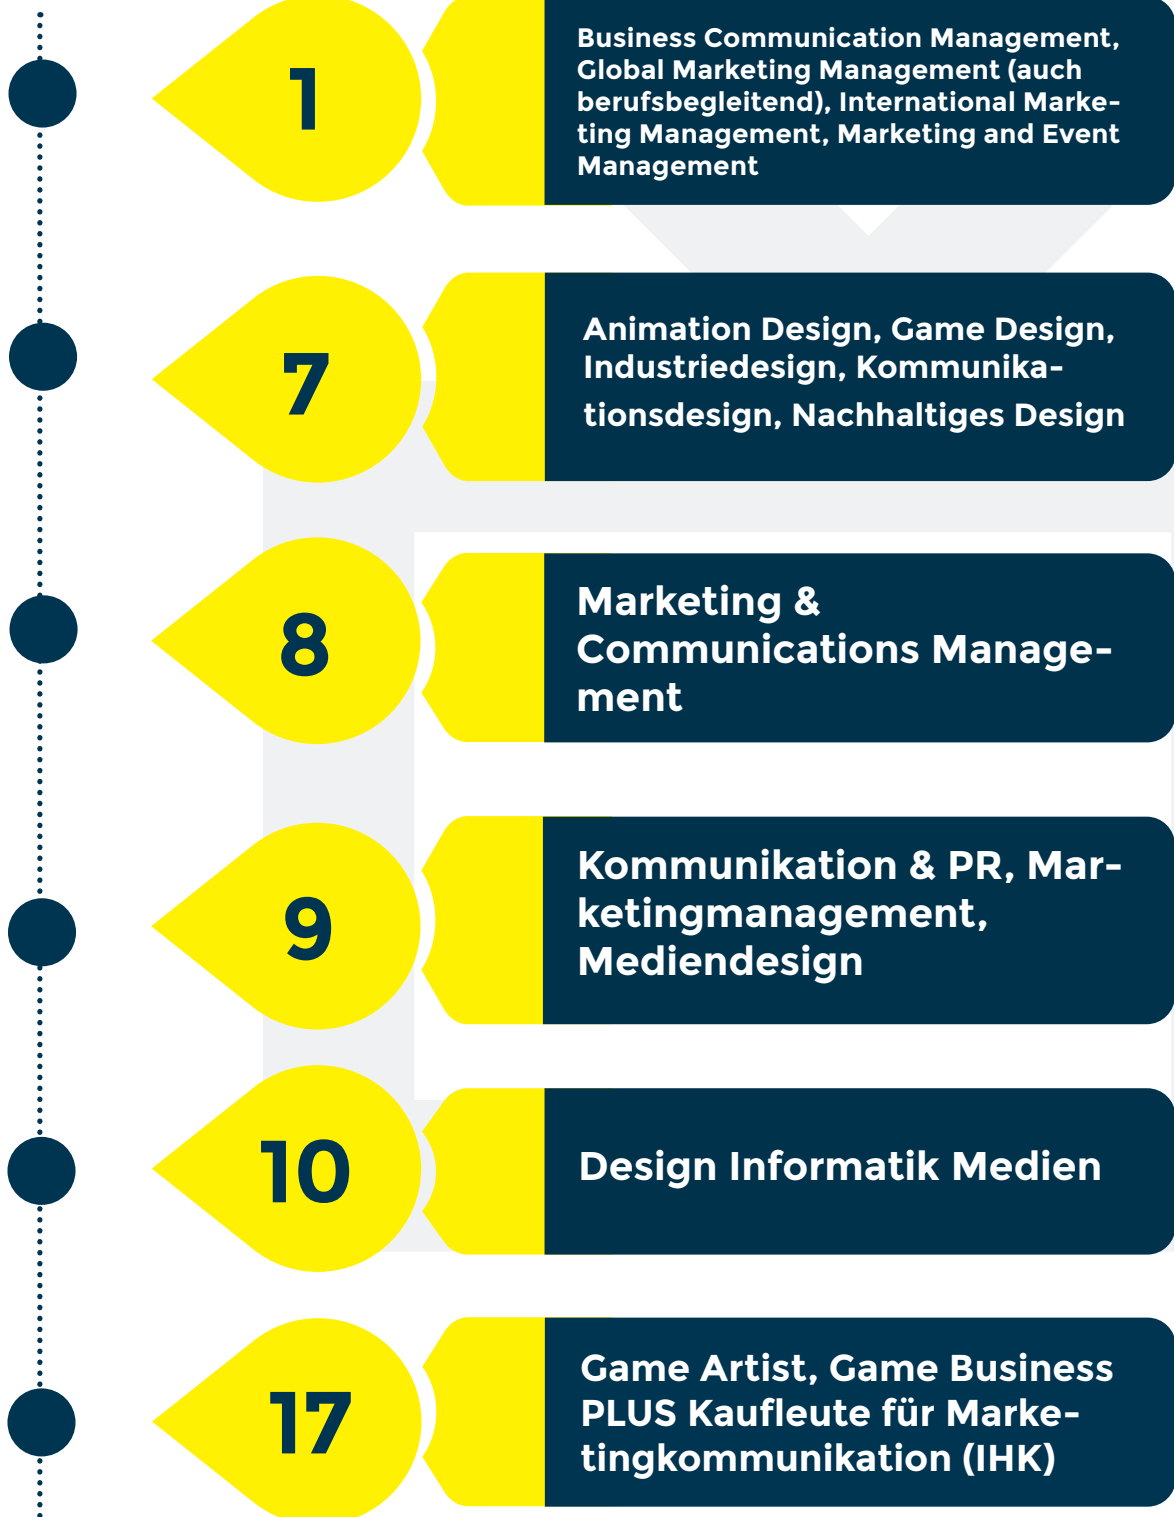 1
Business Communication Management,
Global Marketing Management (auch
berufsbegleitend), International Marke-
ting Management, Marketing and Event
Management
7
Animation Design, Game Design,
Industriedesign, Kommunika-
tionsdesign, Nachhaltiges Design
8
Marketing &
Communications Manage-
ment
9
Kommunikation & PR, Mar-
ketingmanagement,
Mediendesign
10
Design Informatik Medien
17
Game Artist, Game Business
PLUS Kaufleute für Marke-
tingkommunikation (IHK)